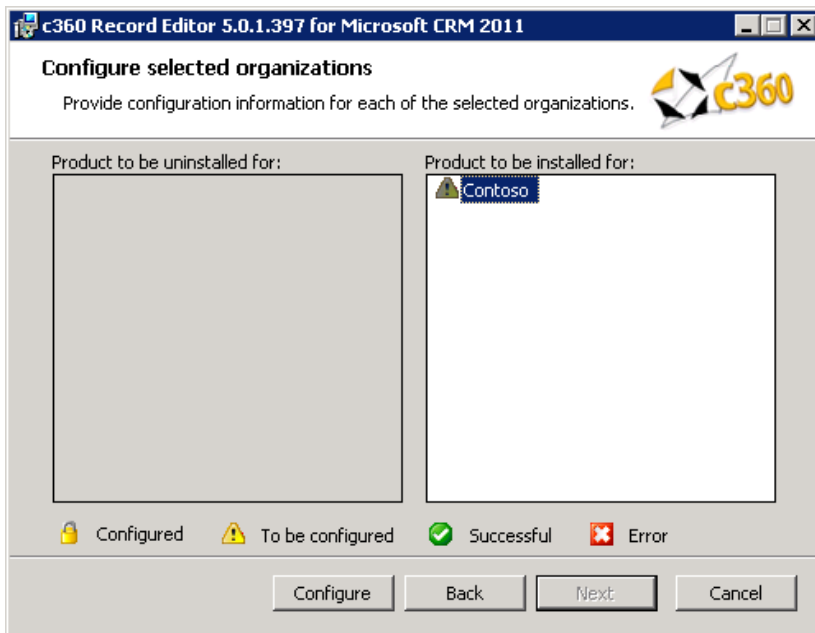 c360 Record Editor 5.0.1.397 for Microsoft CRM 2011
Configure selected organizations
Provide configuration information for each of the selected organizations.
c360
Product to be uninstalled for:
Product to be installed for:
Contoso
Configured
To be configured
Successful
Error
Configure
Back
Next
Cancel